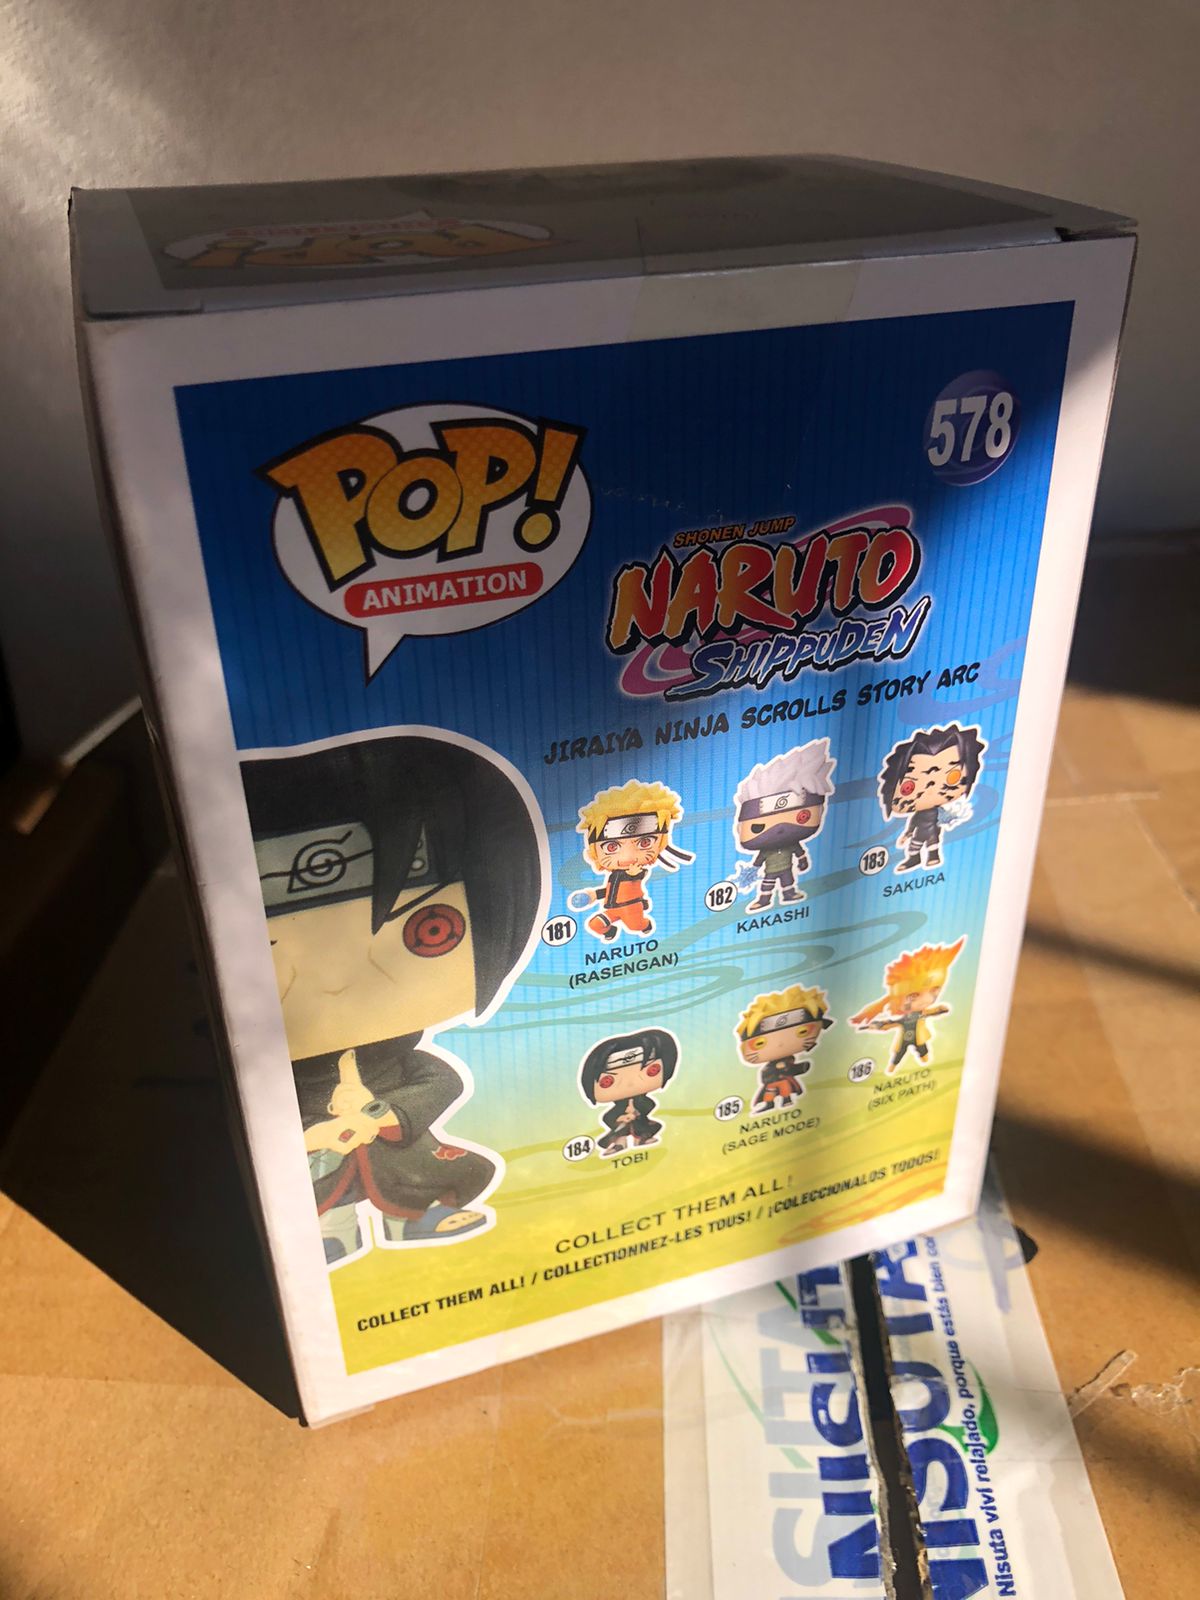 POP!
ANIMATION
578
SHONEN JUMP
NARUTO
SHIPPUDEN
JIRAIYA NINJA SCROLLS STORY ARC
181
NARUTO
(RASENGAN)
182
KAKASHI
183
SAKURA
184
TOBI
185
NARUTO
(SAGE MODE)
186
NARUTO
(SIX PATH)
COLLECT THEM ALL!
COLLECT THEM ALL! / COLLECTIONNEZ-LES TOUS! / ¡COLECCIONALOS TODOS!
Nisuta viví relajado, porque estás bien